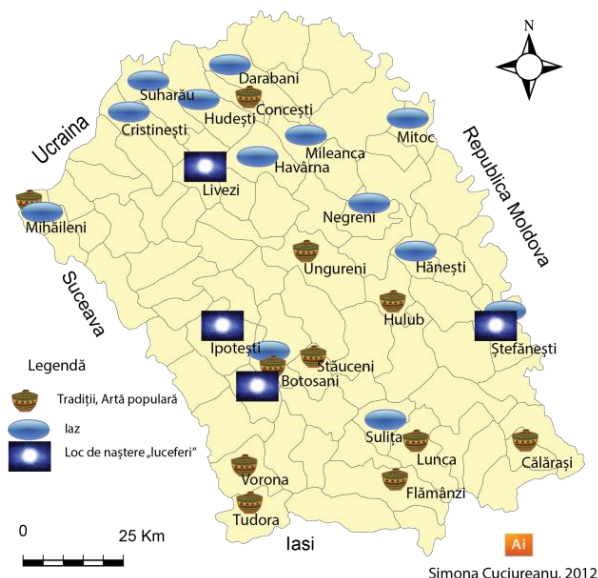 N
Darabani
Suharău
Hudești
Concești
Cristinești
Mitoc
Ucraina
Mileanca
Havârna
Republica Moldova
Livezi
Negreni
Mihăileni
Ungureni
Hănești
Suceava
Hulub
Ipotești
Ștefănești
Stăuceni
Botosani
Legendă
Tradiții, Artă populară
Iaz
Loc de naștere „luceferi”
Sulița
Lunca
Călărași
Vorona
Flămânzi
Tudora
0 25 Km
Iasi
Ai
Simona Cuciureanu, 2012